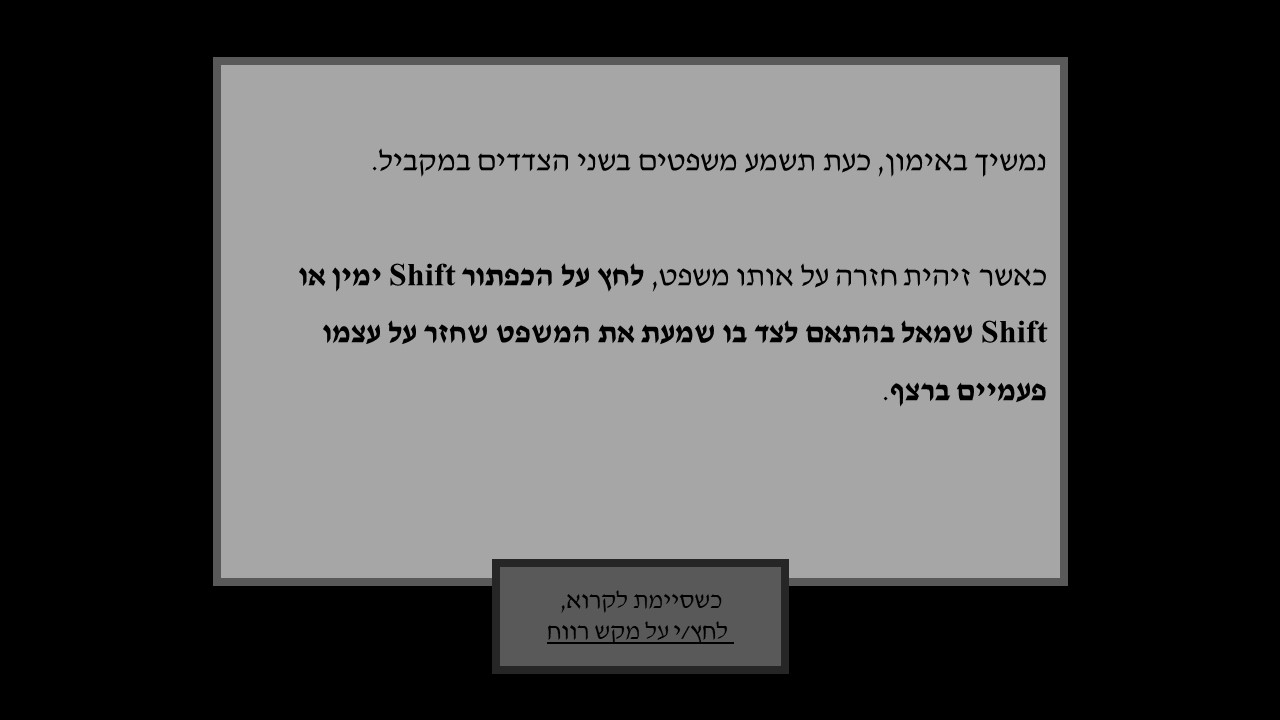 נמשיך באימון, כעת תשמע משפטים בשני הצדדים במקביל.
כאשר זיהית חזרה על אותו משפט, לחץ על הכפתור Shift ימין או
Shift שמאל בהתאם לצד בו שמעת את המשפט שחזר על עצמו
פעמיים ברצף.
כשסיימת לקרוא,
לחץ/י על מקש רווח